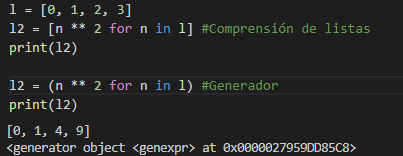 l = [0, 1, 2, 3]
l2 = [n ** 2 for n in l] #Comprensión de listas
print(l2)
l2 = (n ** 2 for n in l) #Generador
print(l2)
[0, 1, 4, 9]
<generator object <genexpr> at 0x0000027959DD85C8>